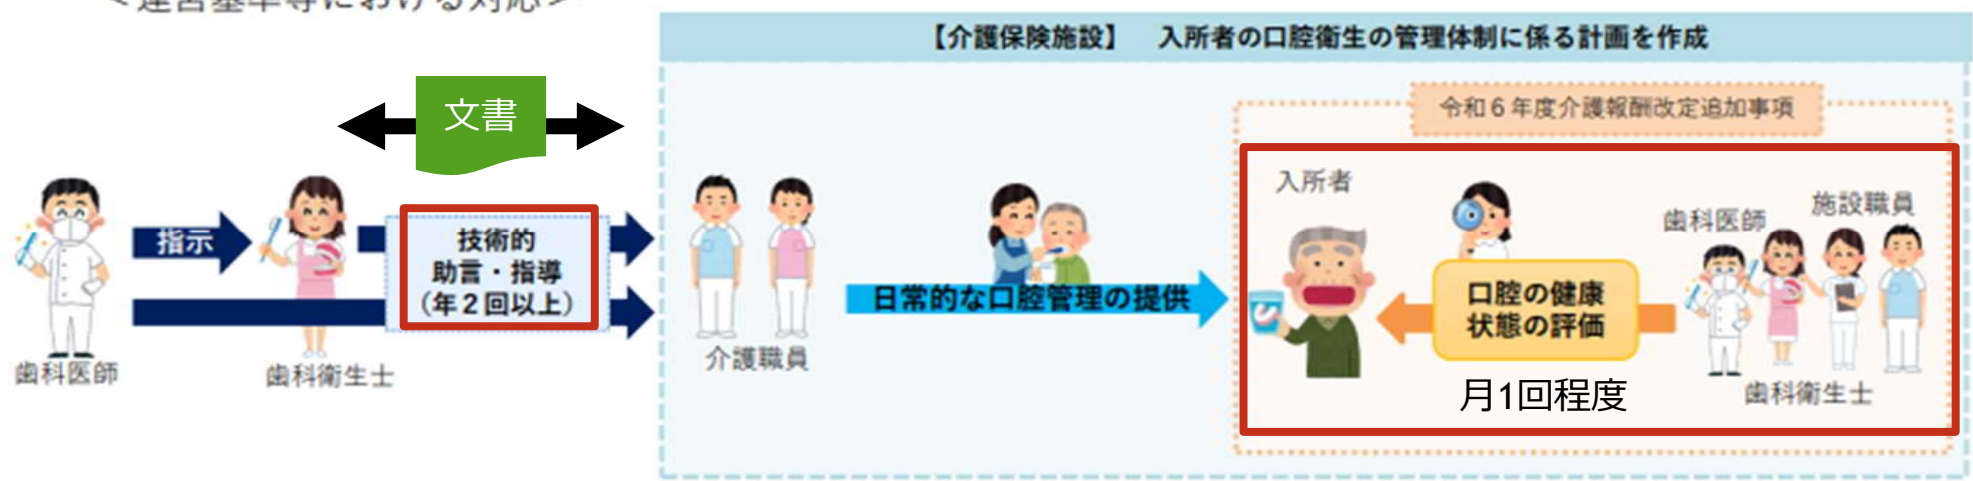 <運営基準等における対応>
【介護保険施設】　入所者の口腔衛生の管理体制に係る計画を作成
文書
令和６年度介護報酬改定追加事項
指示
技術的
助言・指導
（年２回以上）
歯科医師
歯科衛生士
介護職員
日常的な口腔管理の提供
入所者
口腔の健康
状態の評価
月1回程度
歯科医師
施設職員
歯科衛生士